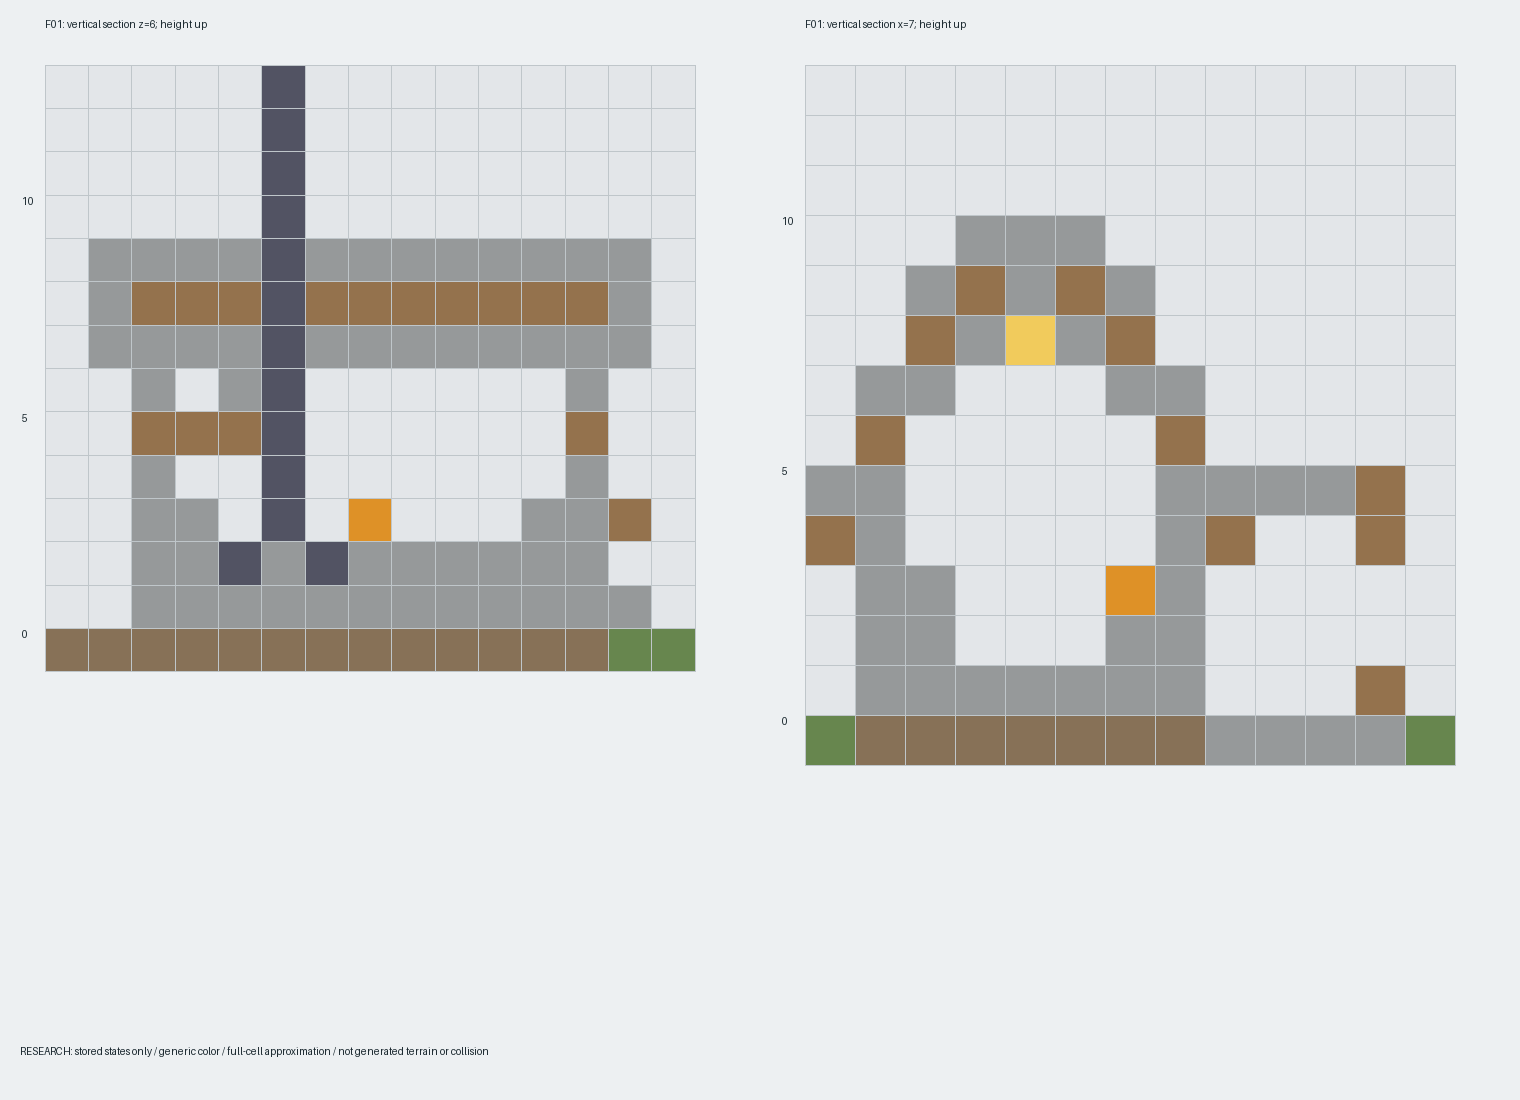 F01: vertical section z=6; height up
F01: vertical section x=7; height up
10
5
0
10
5
0
RESEARCH: stored states only / generic color / full-cell approximation / not generated terrain or collision